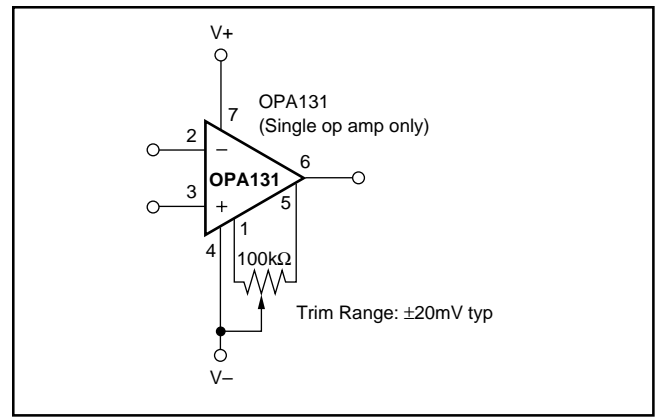 V+
7
OPA131
(Single op amp only)
2
–
6
OPA131
3
+
5
1
4
100kΩ
Trim Range: ±20mV typ
V–